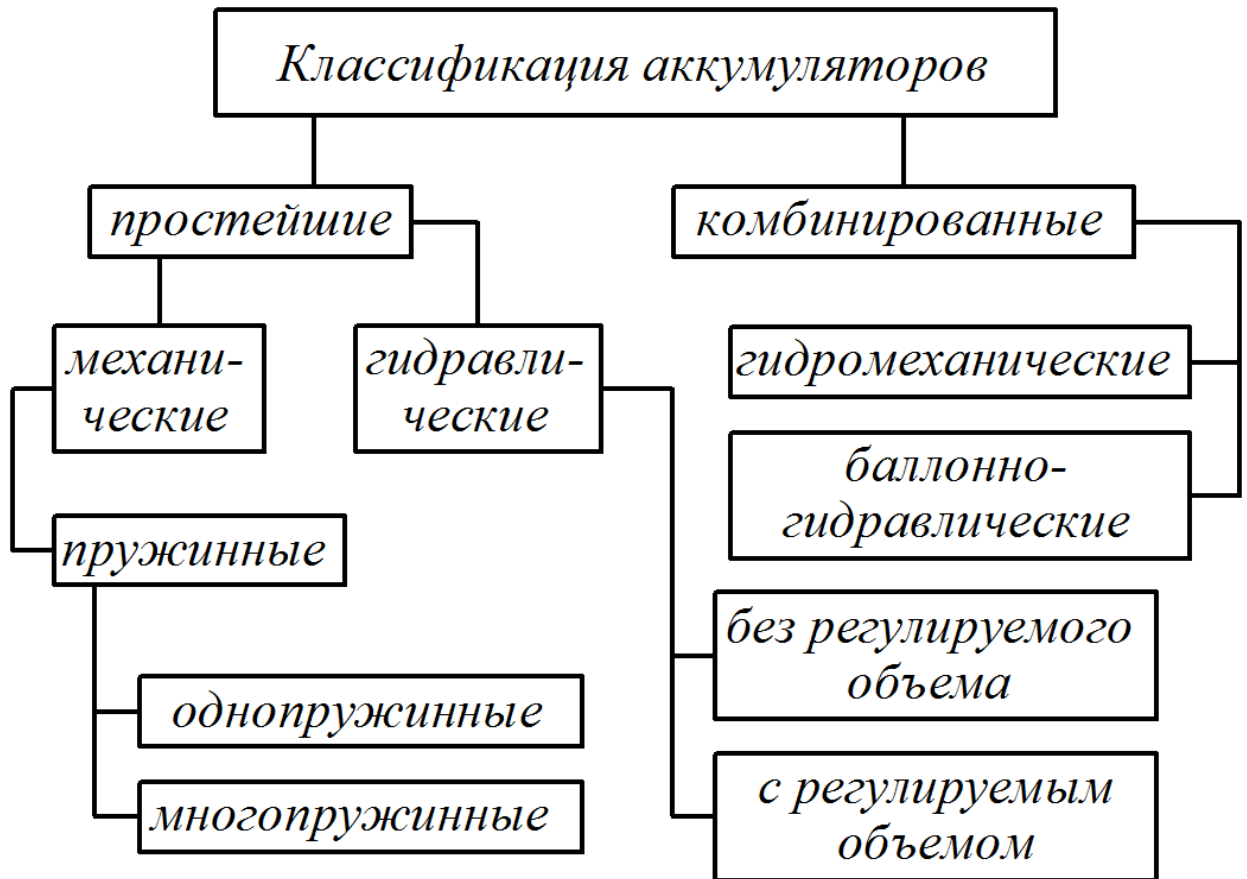 Классификация аккумуляторов
простейшие
комбинированные
механи-
ческие
гидравли-
ческие
гидромеханические
баллонно-
гидравлические
пружинные
без регулируемого
объема
однопружинные
многопружинные
с регулируемым
объемом